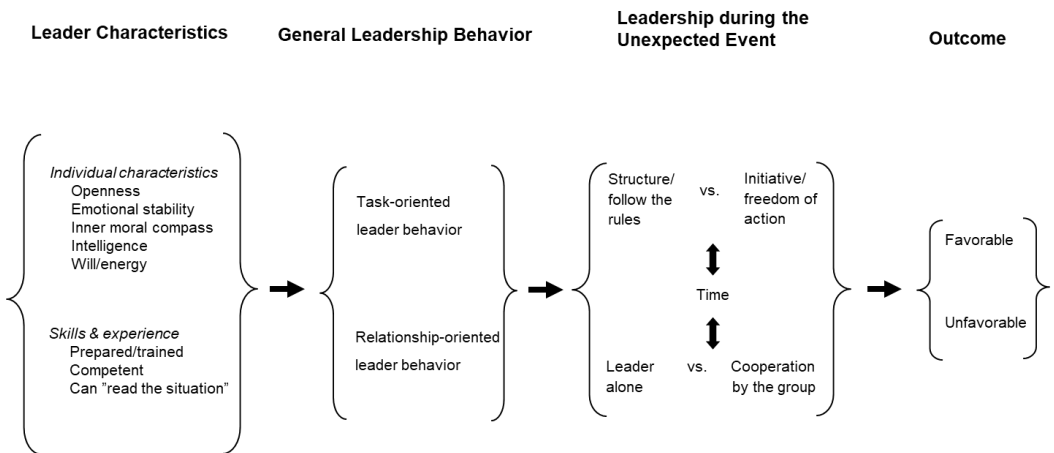 Leader Characteristics
General Leadership Behavior
Leadership during the
Unexpected Event
Outcome
Individual characteristics
Openness
Emotional stability
Inner moral compass
Intelligence
Will/energy
Skills & experience
Prepared/trained
Competent
Can ”read the situation”
Task-oriented
leader behavior
Relationship-oriented
leader behavior
Structure/
follow the
rules
vs.
Initiative/
freedom of
action
Time
Leader
alone
vs.
Cooperation
by the group
Favorable
Unfavorable